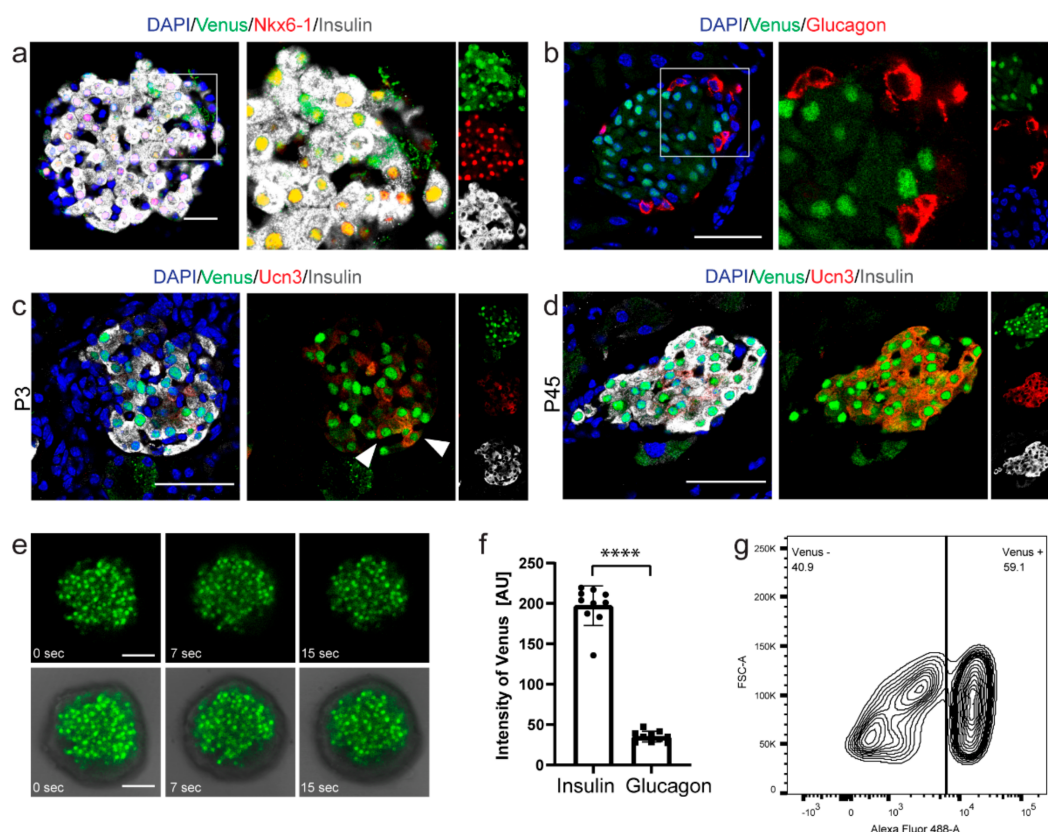 DAPI/Venus/Nkx6-1/Insulin
DAPI/Venus/Glucagon
a
b
DAPI/Venus/Ucn3/Insulin
DAPI/Venus/Ucn3/Insulin
c
d
P3
P45
e
0 sec
7 sec
15 sec
0 sec
7 sec
15 sec
f
****
Intensity of Venus [AU]
250
200
150
100
50
0
Insulin
Glucagon
g
Venus -
40.9
Venus +
59.1
250K
200K
150K
100K
50K
0
FSC-A
-10³
0
10³
10⁴
10⁵
Alexa Fluor 488-A